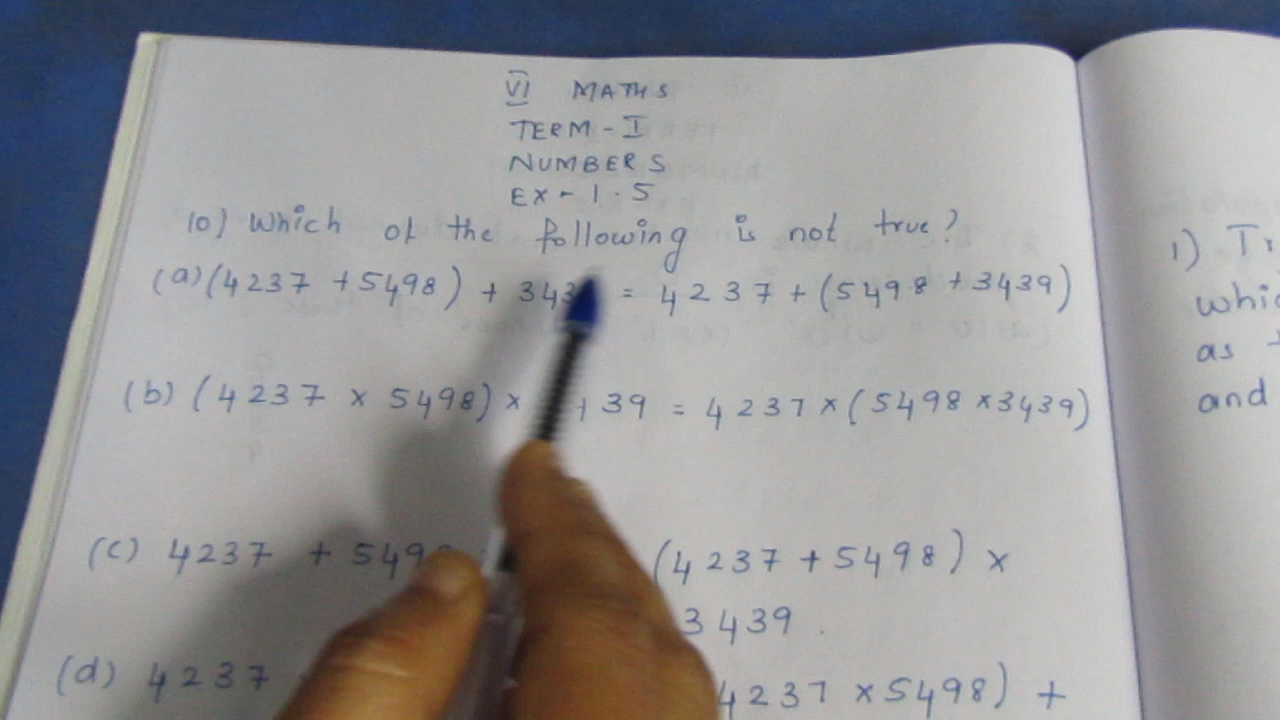 VI MATHS
TERM - I
NUMBERS
EX - 1.5
10) Which of the following is not true?
(a) (4237 + 5498) + 343 = 4237 + (5498 + 3439)
(b) (4237 x 5498) x 39 = 4237 x (5498 x 3439)
(c) 4237 + 549 (4237 + 5498) x
3439.
(d) 4237 4237 x 5498) +
1) Tr
whic
as t
and